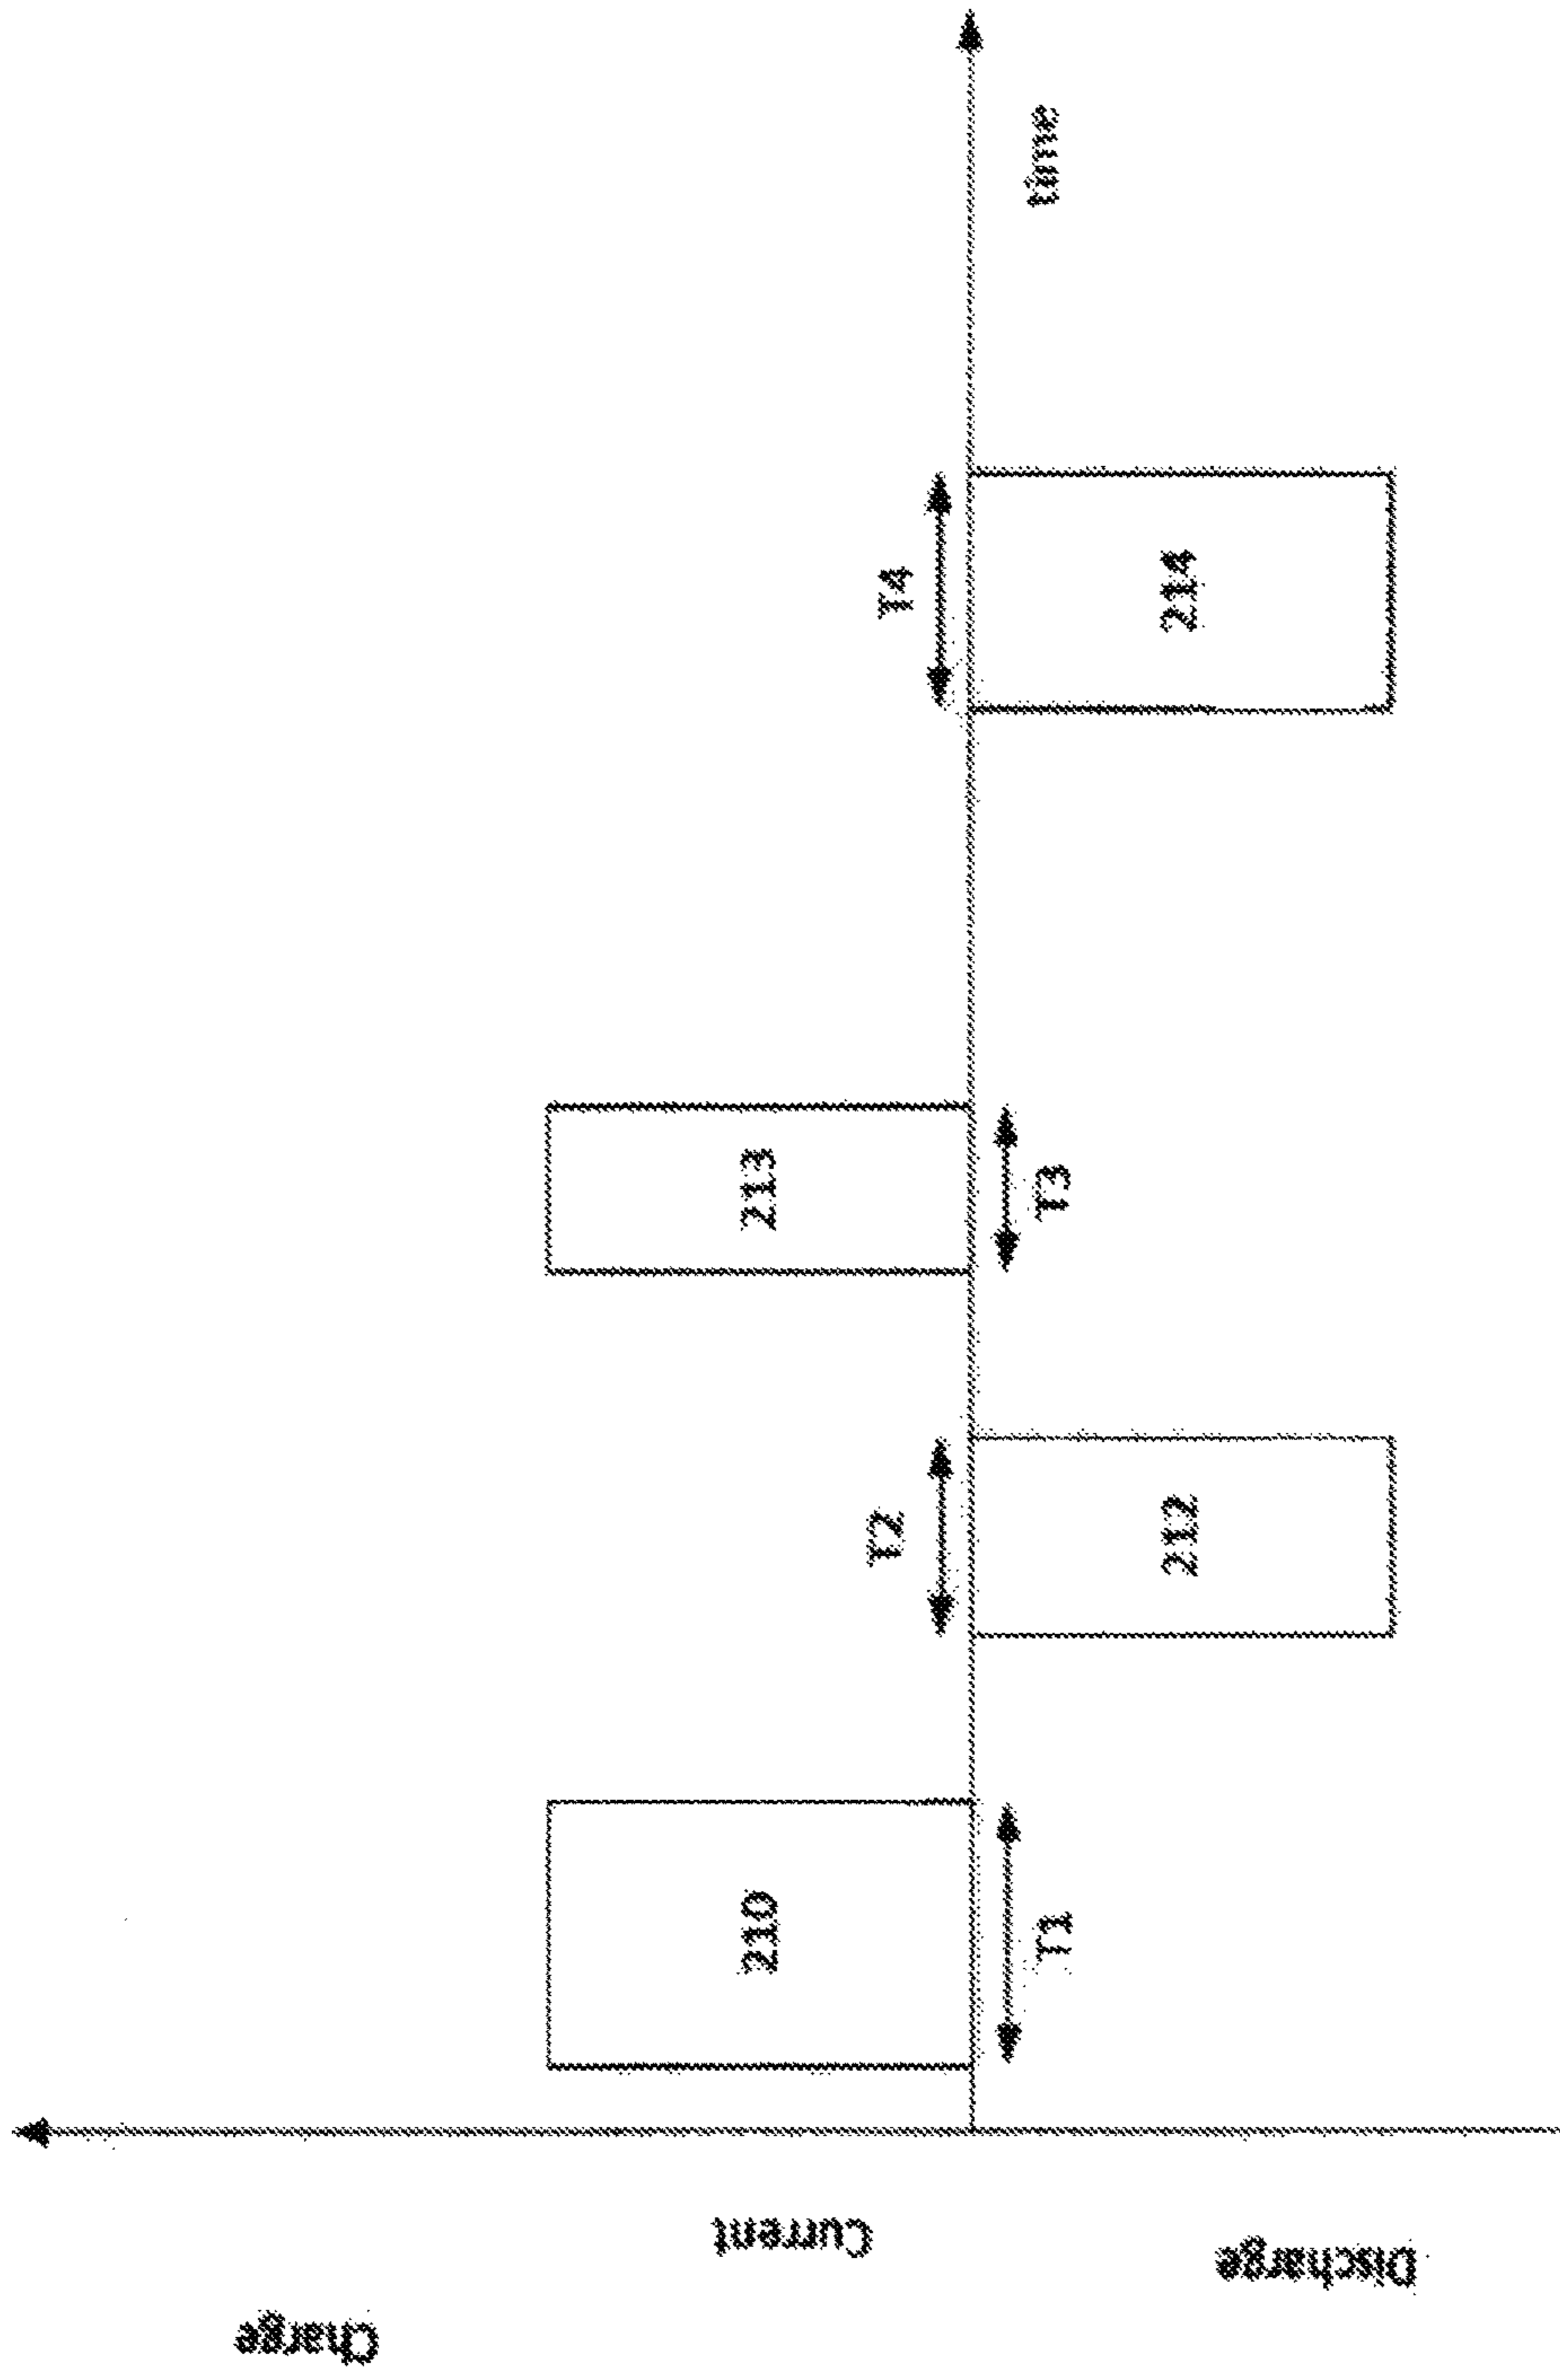 Charge
Current
Discharge
210
T1
T2
212
213
T3
T4
214
time